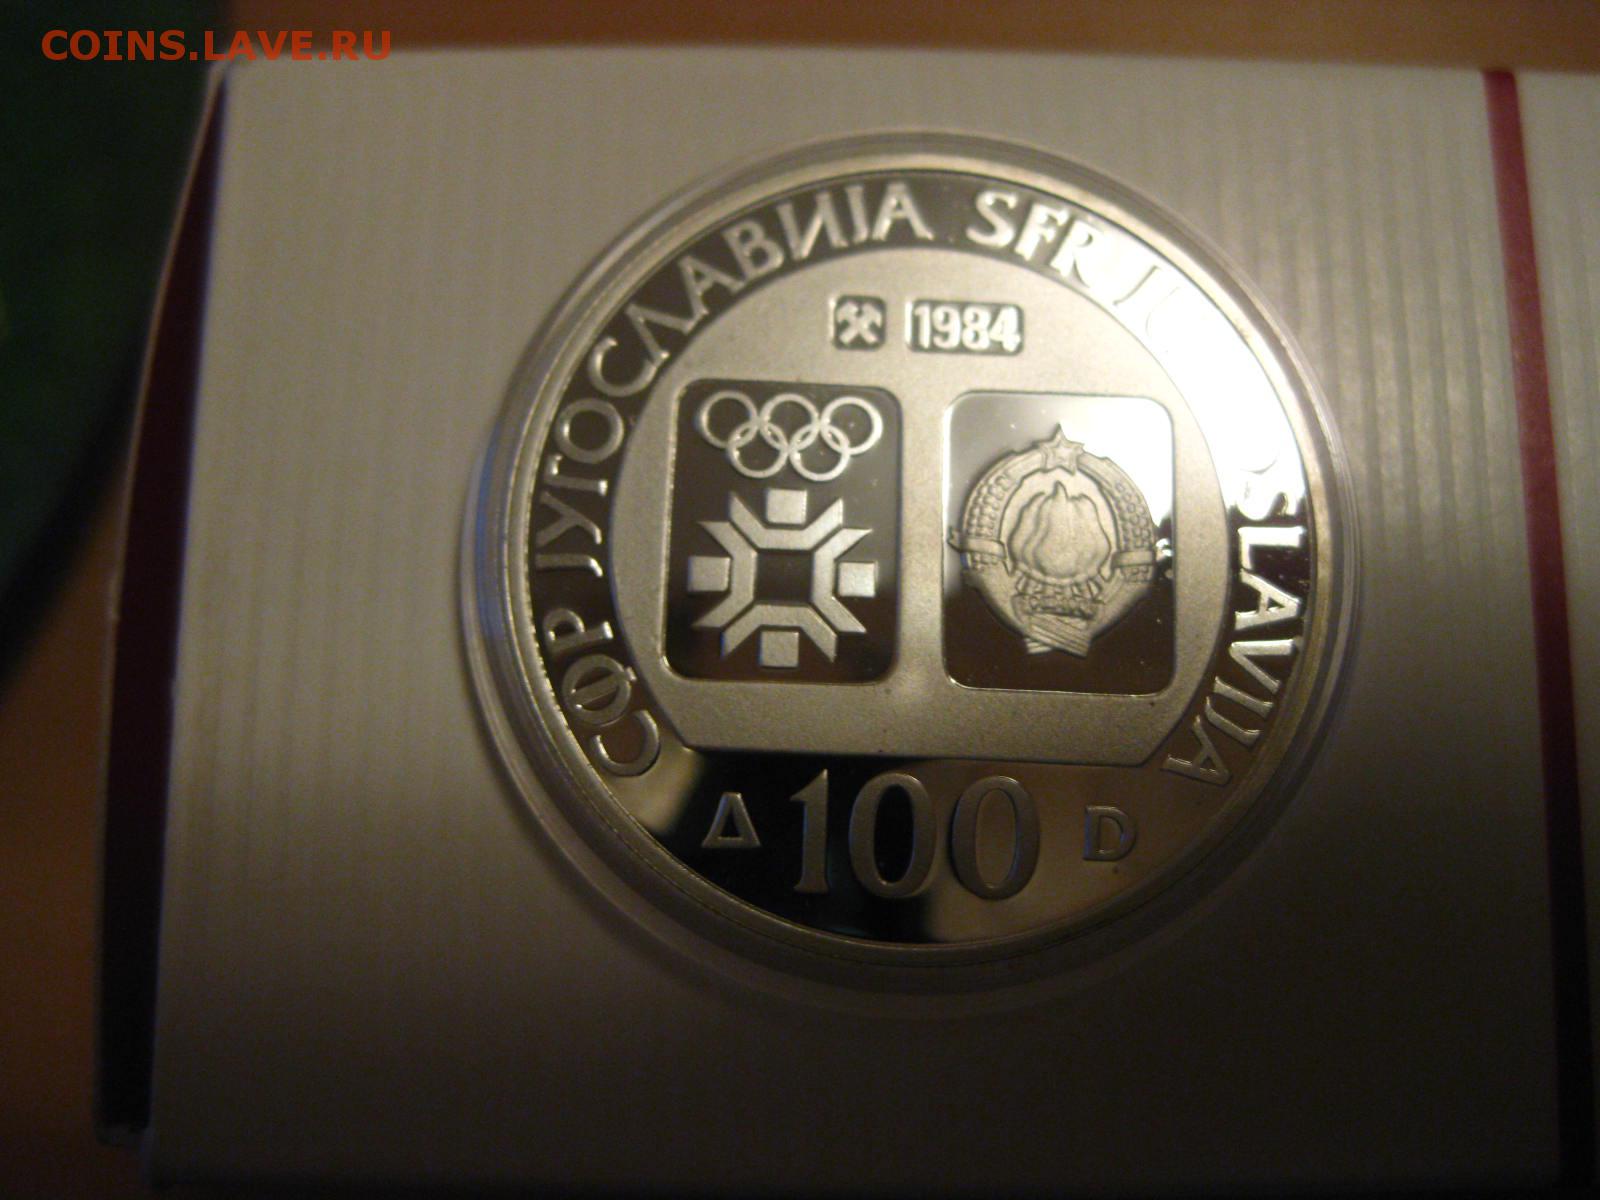 COINS.LAVE.RU
СФР ЈУГОСЛАВИЈА SFR JUGOSLAVIJA
1984
Δ 100 D